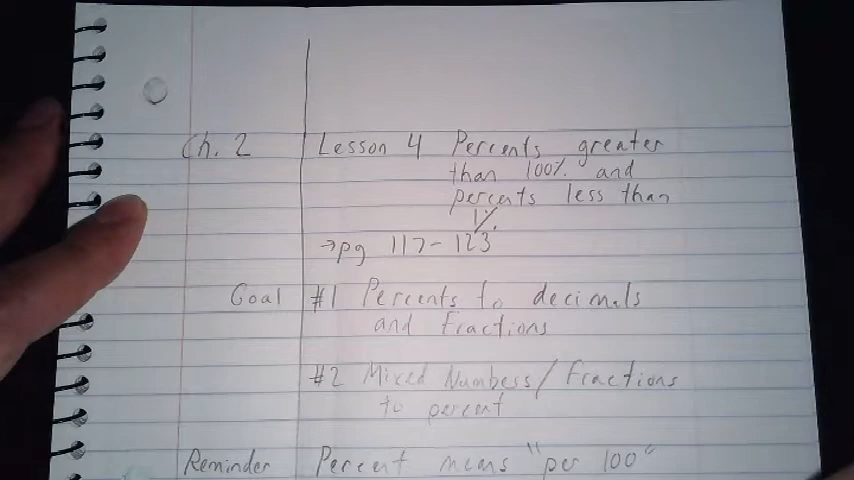 Ch. 2 Lesson 4 Percents greater
than 100% and
percents less than
1%
→pg 117-123
Goal #1 Percents to decimals
and fractions
#2 Mixed Numbess/Fractions
to percent
Reminder Percent means "per 100"